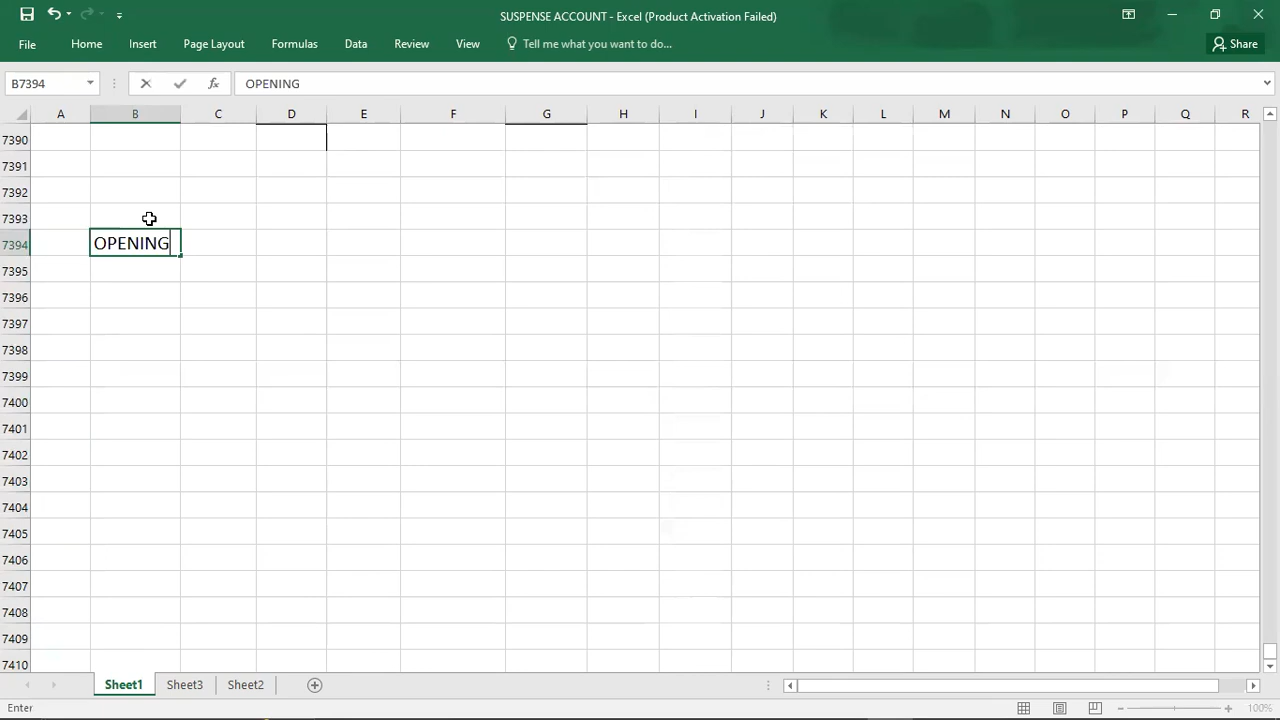 SUSPENSE ACCOUNT - Excel (Product Activation Failed)
File Home Insert Page Layout Formulas Data Review View Tell me what you want to do... Share
B7394 fx OPENING
A B C D E F G H I J K L M N O P Q R
7390
7391
7392
7393
7394 OPENING
7395
7396
7397
7398
7399
7400
7401
7402
7403
7404
7405
7406
7407
7408
7409
7410
Sheet1 Sheet3 Sheet2
Enter 100%